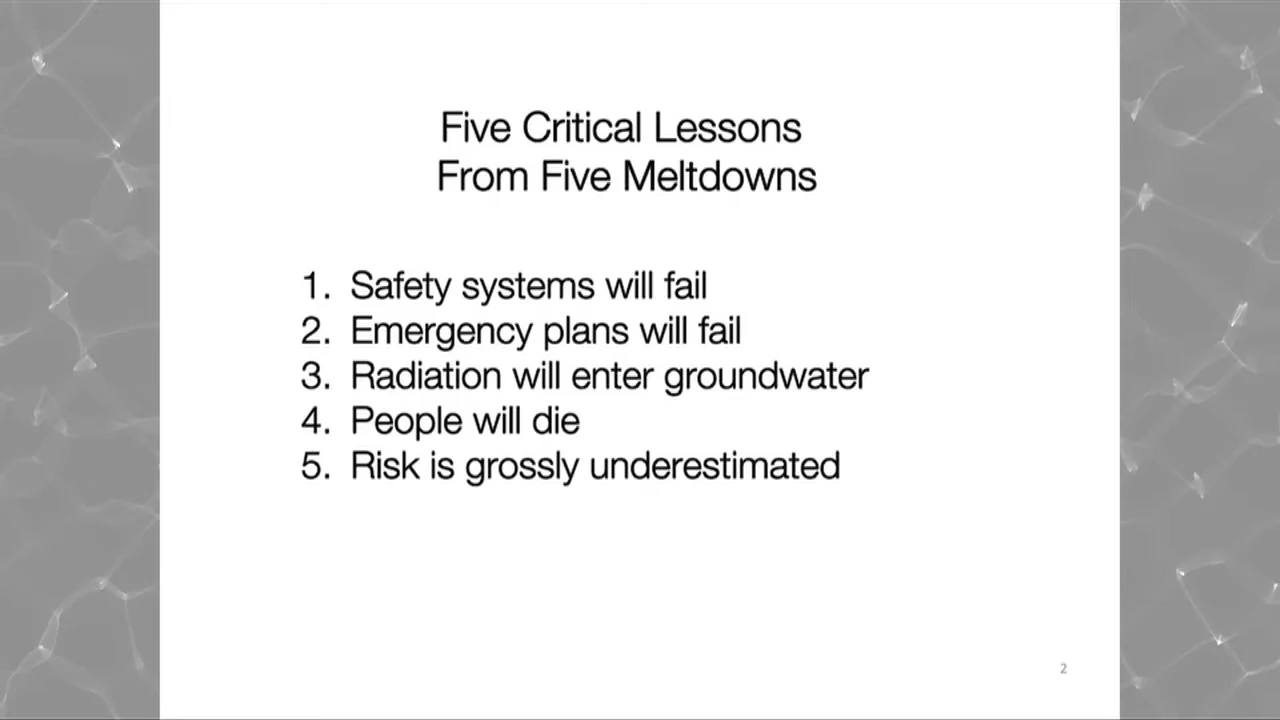 Five Critical Lessons
From Five Meltdowns
1. Safety systems will fail
2. Emergency plans will fail
3. Radiation will enter groundwater
4. People will die
5. Risk is grossly underestimated
2